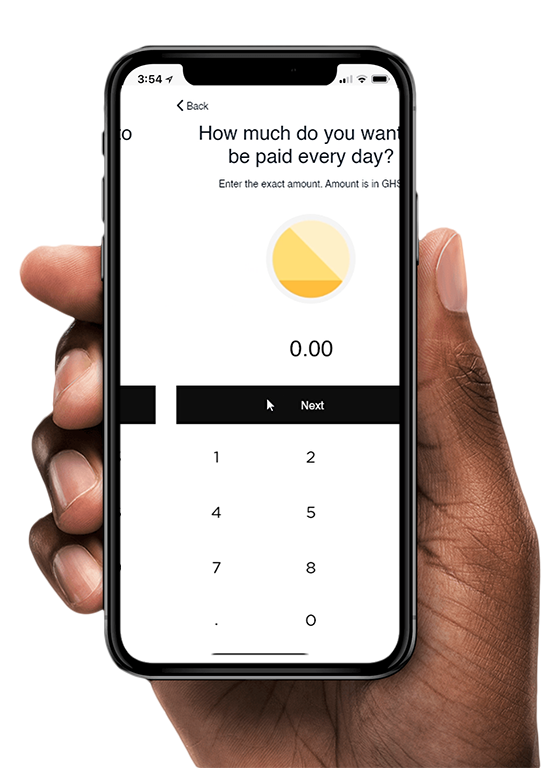 3:54
Back
to
How much do you want
be paid every day?
Enter the exact amount. Amount is in GHS
0.00
Next
1 2
4 5
7 8
. 0